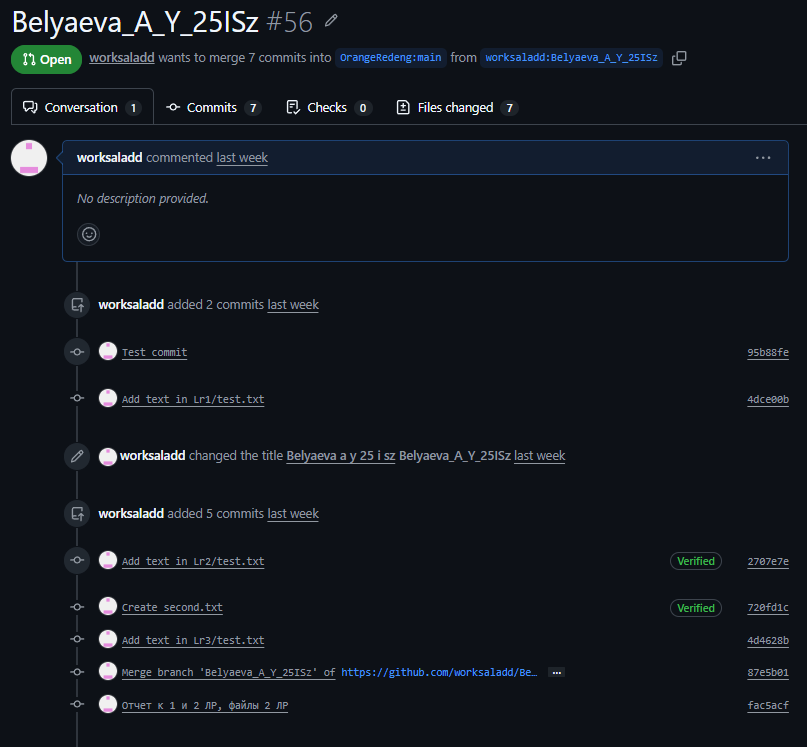 Belyaeva_A_Y_25ISz #56
Open worksaladd wants to merge 7 commits into OrangeRedeng:main from worksaladd:Belyaeva_A_Y_25ISz
Conversation 1 Commits 7 Checks 0 Files changed 7
worksaladd commented last week ...
No description provided.
worksaladd added 2 commits last week
Test commit 95b88fe
Add text in Lr1/test.txt 4dce00b
worksaladd changed the title Belyaeva a y 25 i sz Belyaeva_A_Y_25ISz last week
worksaladd added 5 commits last week
Add text in Lr2/test.txt Verified 2707e7e
Create second.txt Verified 720fd1c
Add text in Lr3/test.txt 4d4628b
Merge branch 'Belyaeva_A_Y_25ISz' of https://github.com/worksaladd/Be… ... 87e5b01
Отчет к 1 и 2 ЛР, файлы 2 ЛР fac5acf